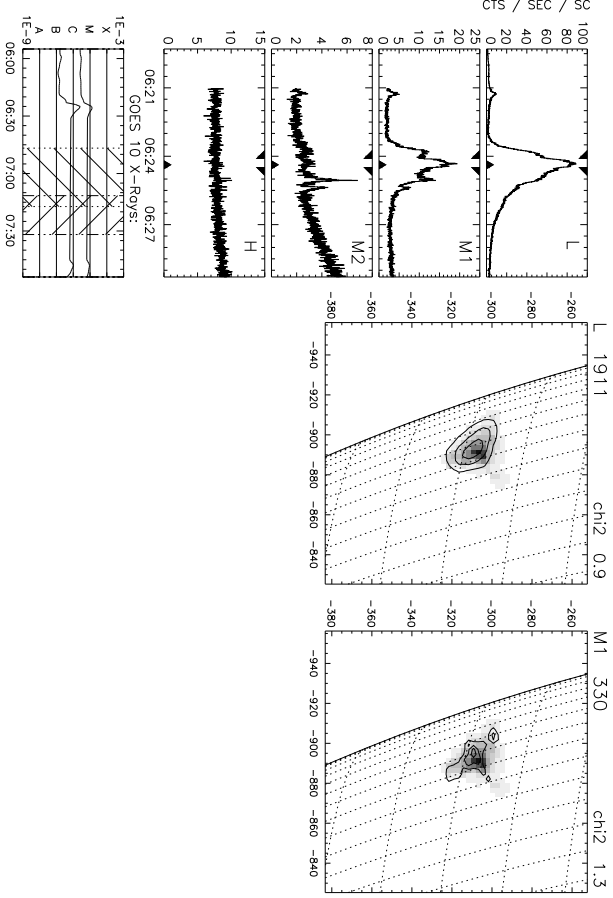 CTS / SEC / SC
100
80
60
40
20
0
L
25
20
15
10
5
0
M1
8
6
4
2
0
M2
15
10
5
0
H
06:21 06:24 06:27
GOES 10 X-Rays:
1E-3
X
M
C
B
A
1E-9
06:00 06:30 07:00 07:30
L 1911 chi2 0.9
-260
-280
-300
-320
-340
-360
-380
-940 -920 -900 -880 -860 -840
M1 330 chi2 1.3
-260
-280
-300
-320
-340
-360
-380
-940 -920 -900 -880 -860 -840